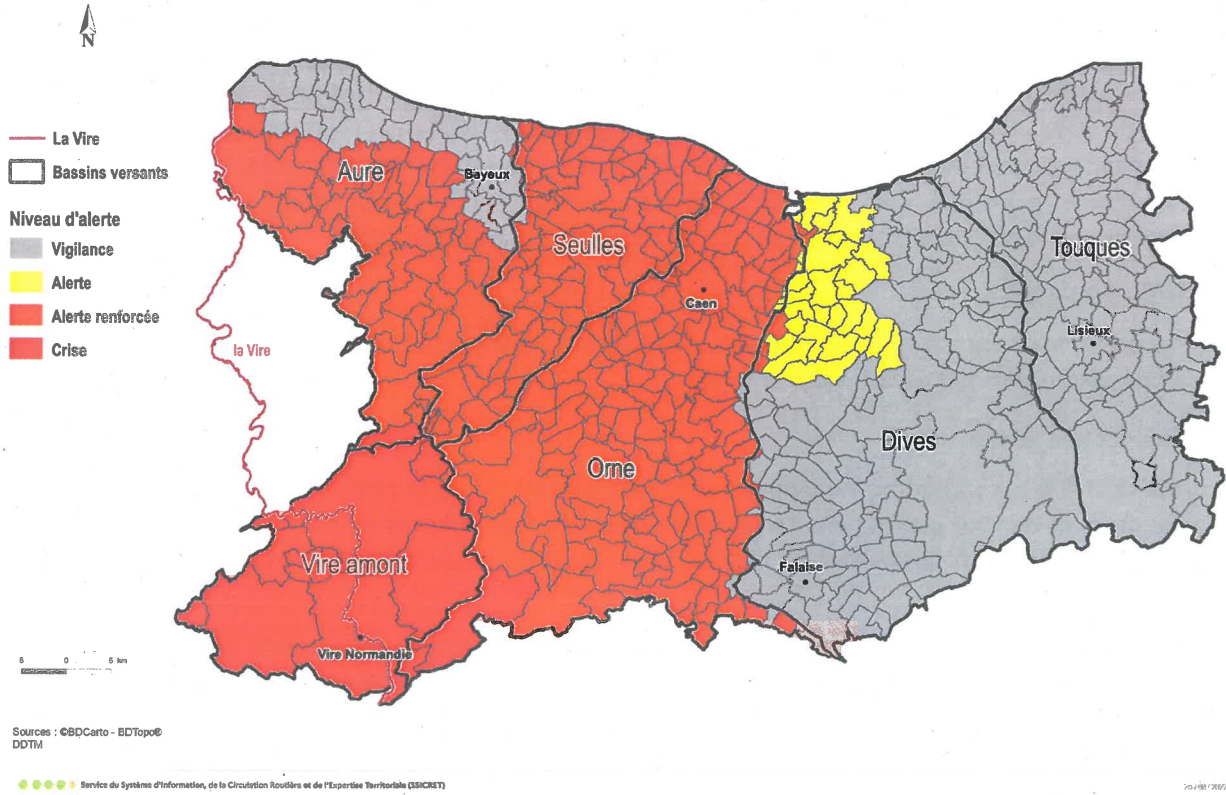 N
La Vire
Bassins versants
Niveau d'alerte
Vigilance
Alerte
Alerte renforcée
Crise
Aure
Bayeux
Seulles
Caen
Touques
Lisieux
la Vire
Dives
Orne
Falaise
Vire amont
Vire Normandie
5 0 5 km
Sources : ©BDCarto - BDTopo®
DDTM
Service du Système d'Information, de la Circulation Routière et de l'Expertise Territoriale (SSICRET)